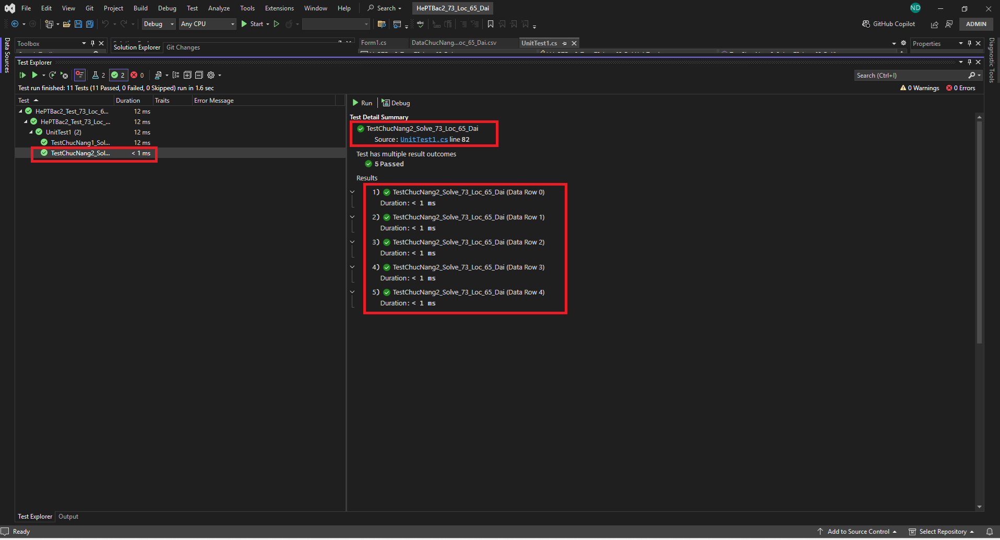 File Edit View Git Project Build Debug Test Analyze Tools Extensions Window Help Search HePTBac2_73_Loc_65_Dai ND
Debug Any CPU Start GitHub Copilot ADMIN
Data Sources
Toolbox
Solution Explorer Git Changes
Form1.cs DataChucNang...oc_65_Dai.csv UnitTest1.cs
Properties
Diagnostic Tools
Test Explorer
2 2 0
Search (Ctrl+I)
Test run finished: 11 Tests (11 Passed, 0 Failed, 0 Skipped) run in 1.6 sec
0 Warnings 0 Errors
Test Duration Traits Error Message
HePTBac2_Test_73_Loc_6... 12 ms
HePTBac2_Test_73_Loc_... 12 ms
UnitTest1 (2) 12 ms
TestChucNang1_Sol... 12 ms
TestChucNang2_Sol... < 1 ms
Run Debug
Test Detail Summary
TestChucNang2_Solve_73_Loc_65_Dai
Source: UnitTest1.cs line 82
Test has multiple result outcomes
5 Passed
Results
1) TestChucNang2_Solve_73_Loc_65_Dai (Data Row 0)
Duration: < 1 ms
2) TestChucNang2_Solve_73_Loc_65_Dai (Data Row 1)
Duration: < 1 ms
3) TestChucNang2_Solve_73_Loc_65_Dai (Data Row 2)
Duration: < 1 ms
4) TestChucNang2_Solve_73_Loc_65_Dai (Data Row 3)
Duration: < 1 ms
5) TestChucNang2_Solve_73_Loc_65_Dai (Data Row 4)
Duration: < 1 ms
Test Explorer Output
Ready
Add to Source Control Select Repository